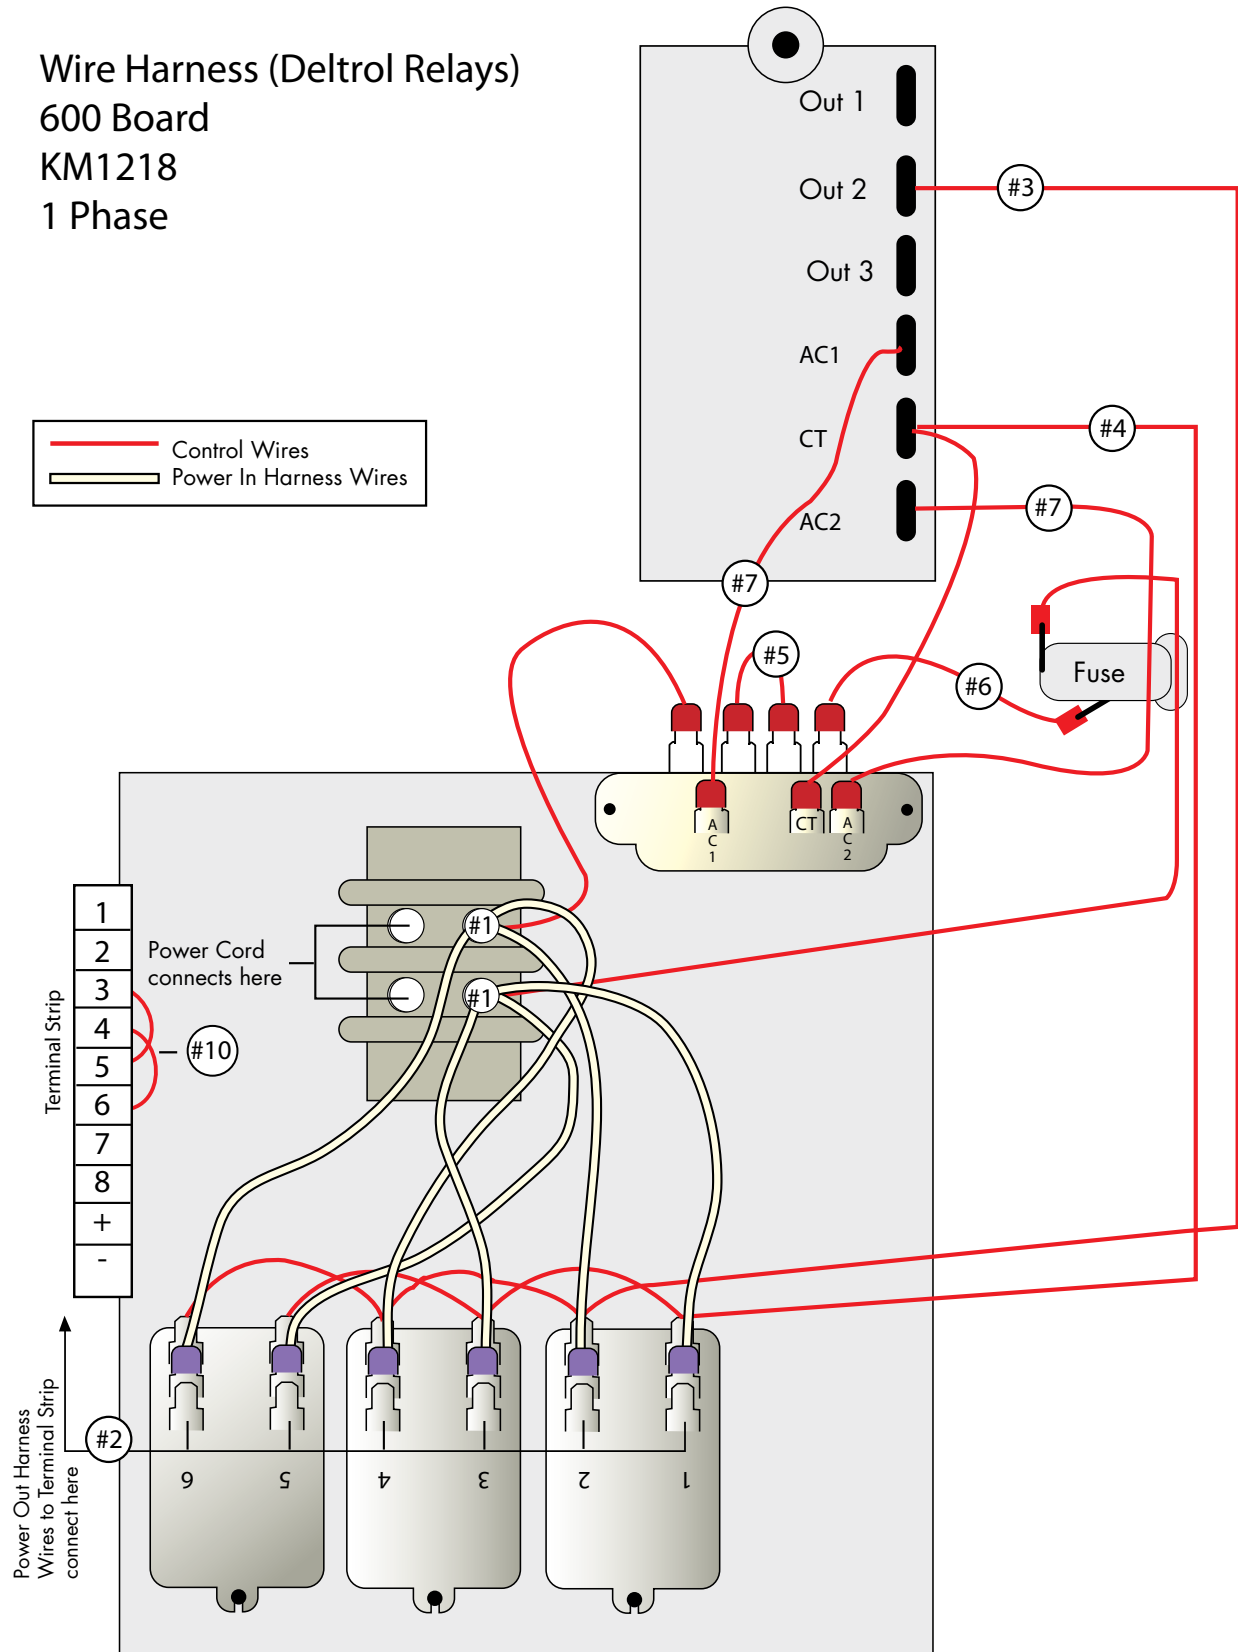 Wire Harness (Deltrol Relays)
600 Board
KM1218
1 Phase
Out 1
Out 2
#3
Out 3
AC1
CT
#4
AC2
#7
Control Wires
Power In Harness Wires
#7
#5
#6
Fuse
AC1
CT
AC2
Power Cord
connects here
#1
#1
Terminal Strip
1
2
3
4
5
6
7
8
+
-
#10
#2
Power Out Harness
Wires to Terminal Strip
connect here
6
5
4
3
2
1